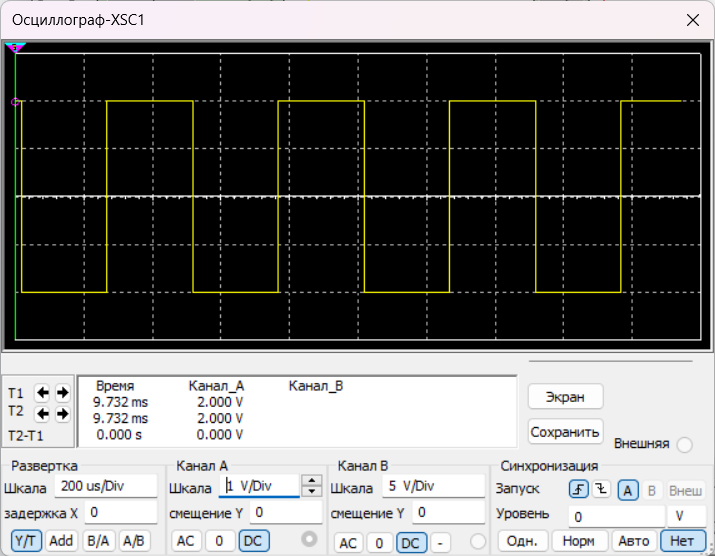 Осциллограф-XSC1
Время Канал_A Канал_B
T1 9.732 ms 2.000 V
T2 9.732 ms 2.000 V
T2-T1 0.000 s 0.000 V
Экран
Сохранить
Внешняя
Развертка Канал A Канал B Синхронизация
Шкала 200 us/Div Шкала 1 V/Div Шкала 5 V/Div Запуск A B Внеш
задержка X 0 смещение Y 0 смещение Y 0 Уровень 0 V
Y/T Add B/A A/B AC 0 DC AC 0 DC - Одн. Норм Авто Нет